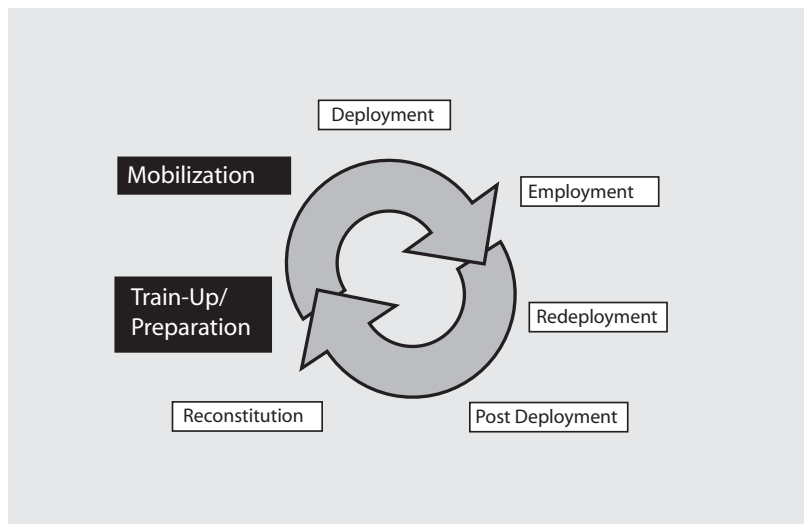 Deployment
Mobilization
Employment
Train-Up/
Preparation
Redeployment
Reconstitution
Post Deployment